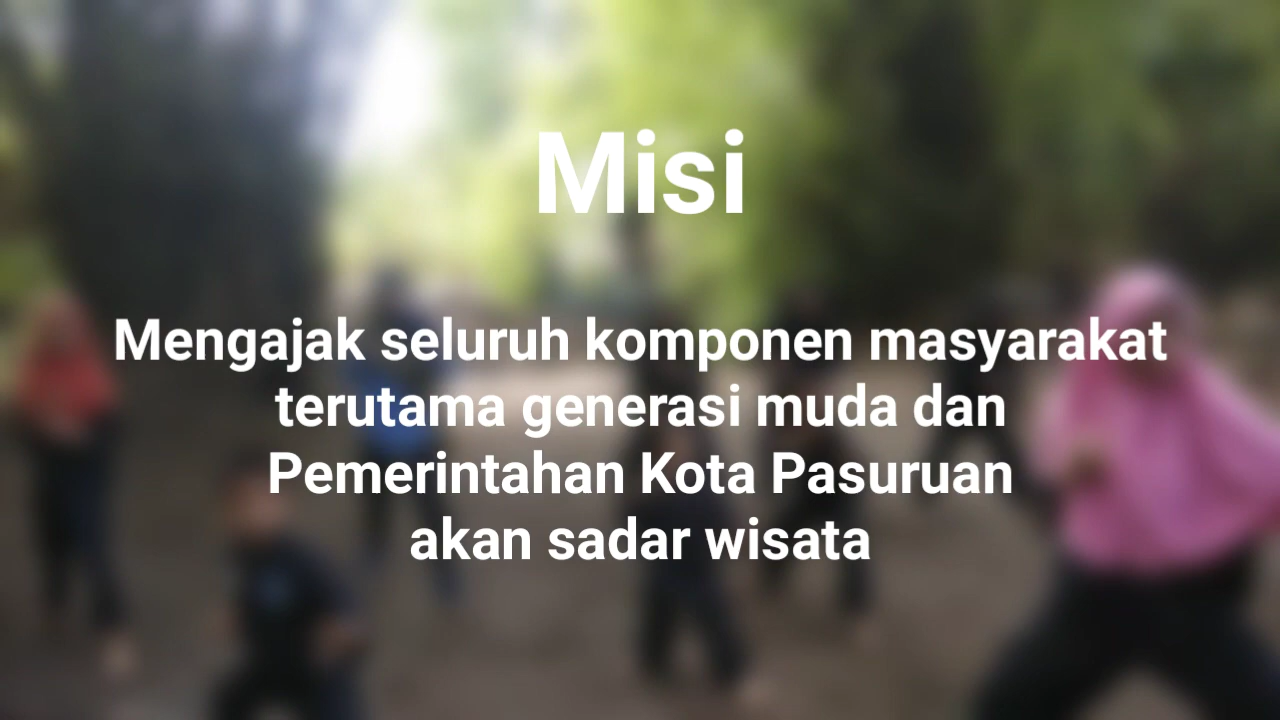 Misi
Mengajak seluruh komponen masyarakat
terutama generasi muda dan
Pemerintahan Kota Pasuruan
akan sadar wisata